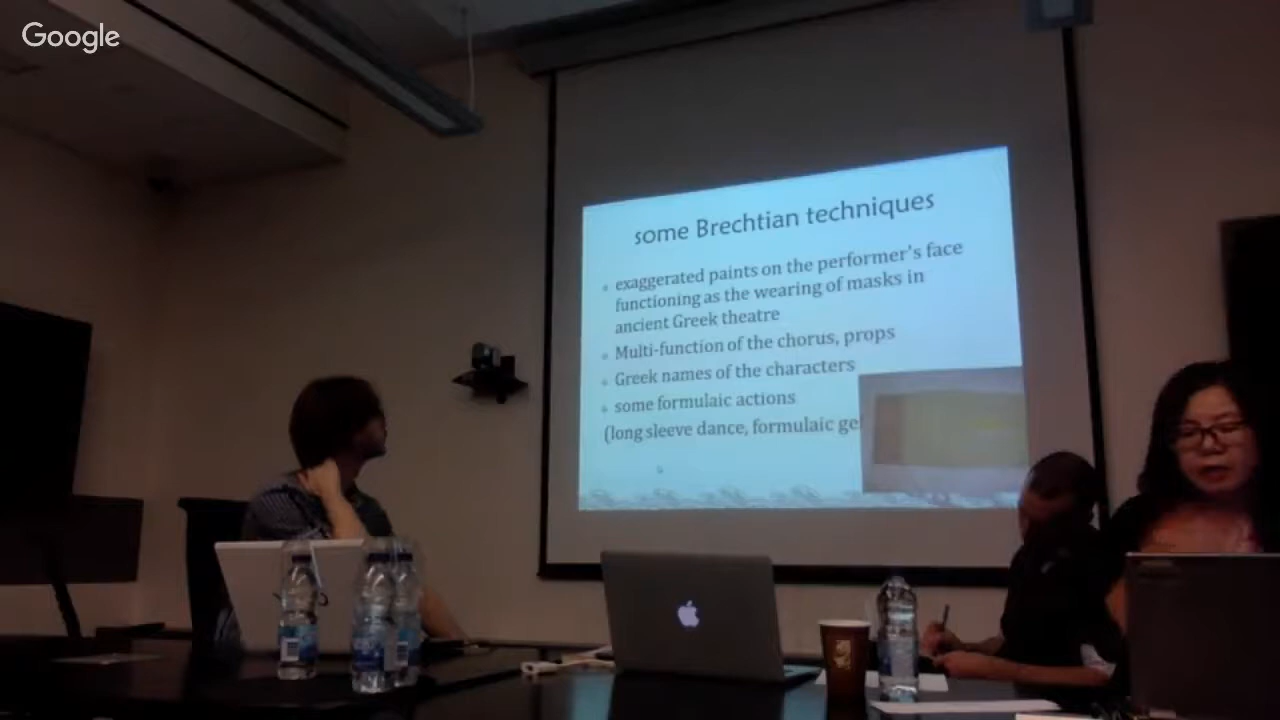 Google
some Brechtian techniques
exaggerated paints on the performer's face
functioning as the wearing of masks in
ancient Greek theatre
Multi-function of the chorus, props
Greek names of the characters
some formulaic actions
(long sleeve dance, formulaic ge